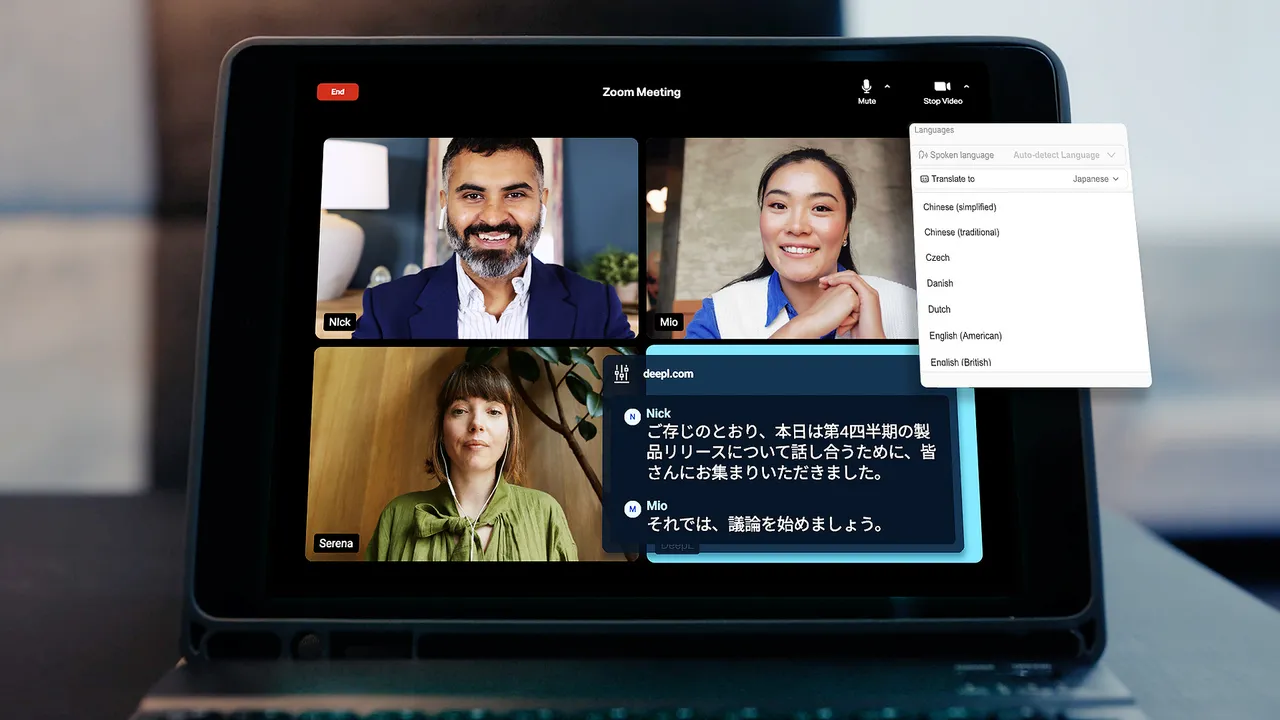 End
Zoom Meeting
Mute
Stop Video
Languages
Spoken language
Auto-detect Language
Translate to
Japanese
Chinese (simplified)
Chinese (traditional)
Czech
Danish
Dutch
English (American)
English (British)
Nick
Mio
Serena
deepl.com
N
Nick
ご存じのとおり、本日は第4四半期の製
品リリースについて話し合うために、皆
さんにお集まりいただきました。
M
Mio
それでは、議論を始めましょう。
DeepL